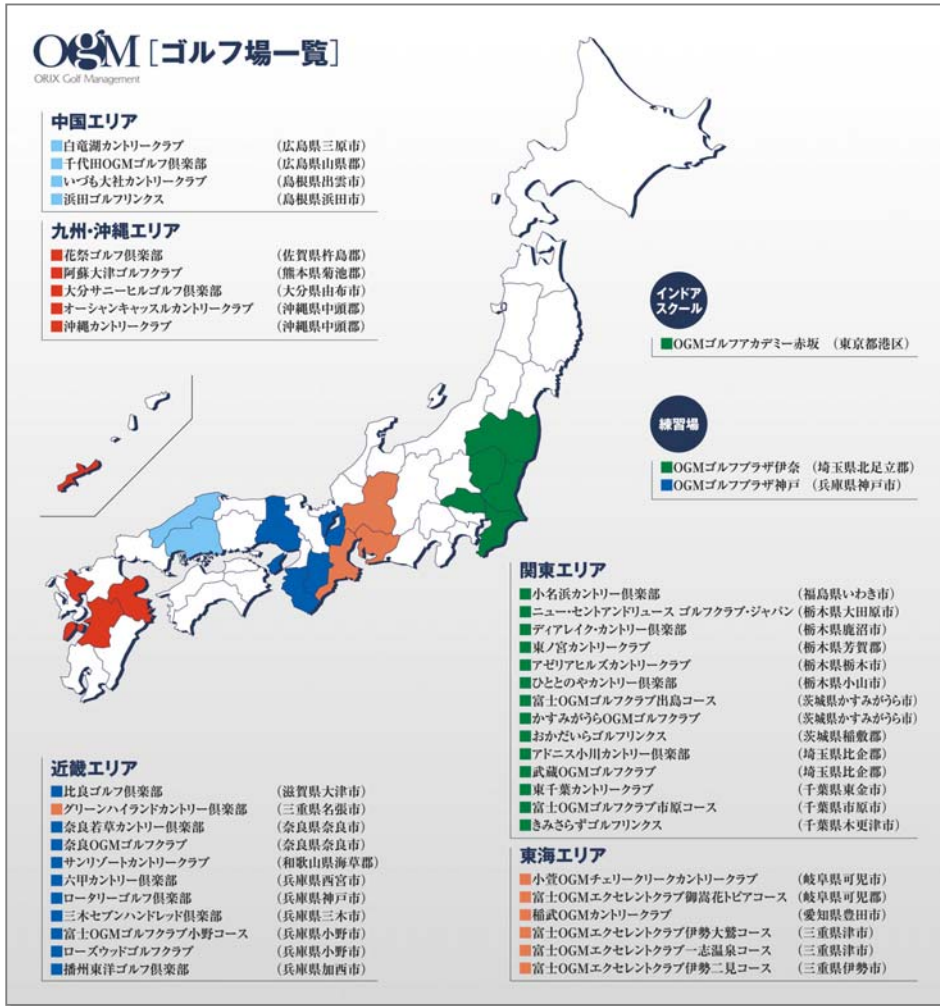 OgM [ゴルフ場一覧]
ORIX Golf Management
中国エリア
白竜湖カントリークラブ (広島県三原市)
千代田OGMゴルフ倶楽部 (広島県山県郡)
いづも大社カントリークラブ (島根県出雲市)
浜田ゴルフリンクス (島根県浜田市)
九州・沖縄エリア
花祭ゴルフ倶楽部 (佐賀県杵島郡)
阿蘇大津ゴルフクラブ (熊本県菊池郡)
大分サニーヒルゴルフ倶楽部 (大分県由布市)
オーシャンキャッスルカントリークラブ (沖縄県中頭郡)
沖縄カントリークラブ (沖縄県中頭郡)
インドア
スクール
OGMゴルフアカデミー赤坂 (東京都港区)
練習場
OGMゴルフプラザ伊奈 (埼玉県北足立郡)
OGMゴルフプラザ神戸 (兵庫県神戸市)
関東エリア
小名浜カントリー倶楽部 (福島県いわき市)
ニュー・セントアンドリュース ゴルフクラブ・ジャパン (栃木県大田原市)
ディアレイク・カントリー倶楽部 (栃木県鹿沼市)
東ノ宮カントリークラブ (栃木県芳賀郡)
アゼリアヒルズカントリークラブ (栃木県栃木市)
ひととのやカントリー倶楽部 (栃木県小山市)
富士OGMゴルフクラブ出島コース (茨城県かすみがうら市)
かすみがうらOGMゴルフクラブ (茨城県かすみがうら市)
おかだいらゴルフリンクス (茨城県稲敷郡)
アドニス小川カントリー倶楽部 (埼玉県比企郡)
武蔵OGMゴルフクラブ (埼玉県比企郡)
東千葉カントリークラブ (千葉県東金市)
富士OGMゴルフクラブ市原コース (千葉県市原市)
きみさらずゴルフリンクス (千葉県木更津市)
近畿エリア
比良ゴルフ倶楽部 (滋賀県大津市)
グリーンハイランドカントリー倶楽部 (三重県名張市)
奈良若草カントリー倶楽部 (奈良県奈良市)
奈良OGMゴルフクラブ (奈良県奈良市)
サンリゾートカントリークラブ (和歌山県海草郡)
六甲カントリー倶楽部 (兵庫県西宮市)
ロータリーゴルフ倶楽部 (兵庫県神戸市)
三木セブンハンドレッド倶楽部 (兵庫県三木市)
富士OGMゴルフクラブ小野コース (兵庫県小野市)
ローズウッドゴルフクラブ (兵庫県小野市)
播州東洋ゴルフ倶楽部 (兵庫県加西市)
東海エリア
小萱OGMチェリークリークカントリークラブ (岐阜県可児市)
富士OGMエクセレントクラブ御嵩花トピアコース (岐阜県可児郡)
稲武OGMカントリークラブ (愛知県豊田市)
富士OGMエクセレントクラブ伊勢大鷲コース (三重県津市)
富士OGMエクセレントクラブ一志温泉コース (三重県津市)
富士OGMエクセレントクラブ伊勢二見コース (三重県伊勢市)